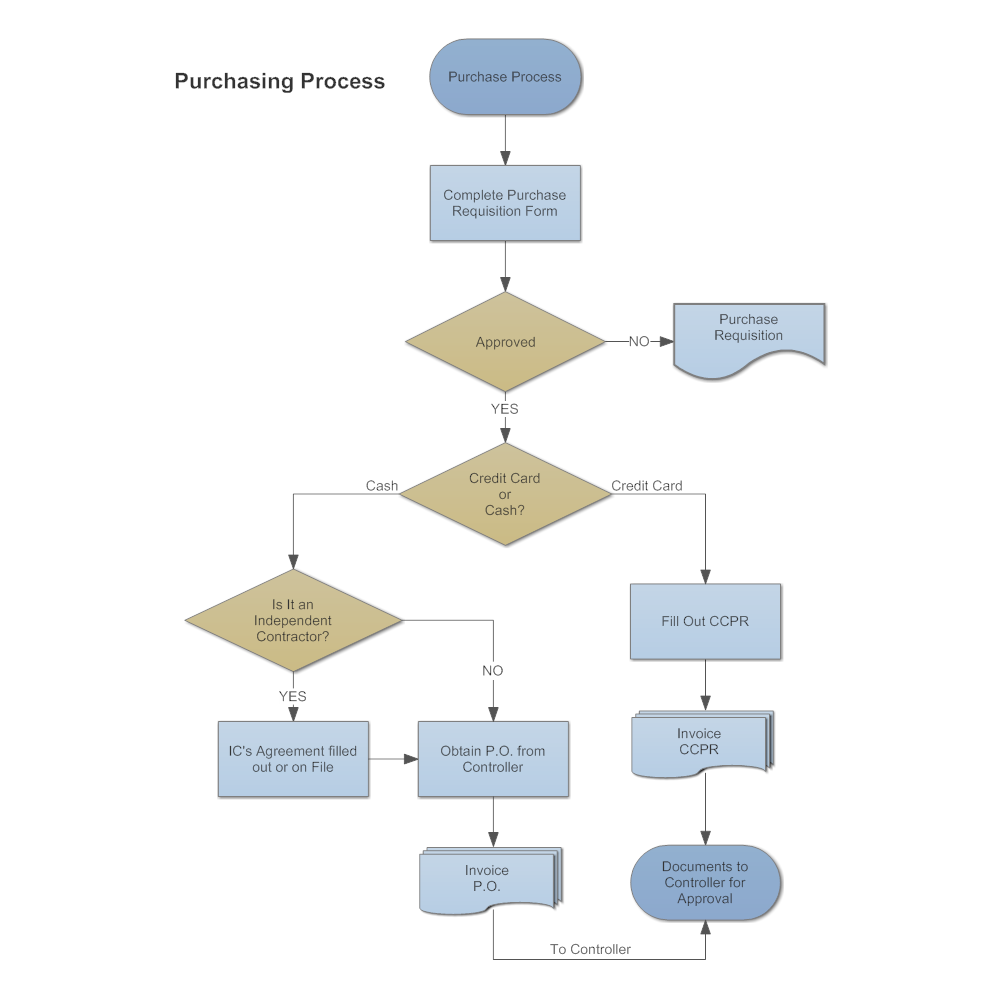 Purchasing Process
Purchase Process
Complete Purchase
Requisition Form
Approved
NO
Purchase
Requisition
YES
Credit Card
or
Cash?
Cash
Credit Card
Is It an
Independent
Contractor?
NO
YES
Fill Out CCPR
IC's Agreement filled
out or on File
Obtain P.O. from
Controller
Invoice
CCPR
Invoice
P.O.
Documents to
Controller for
Approval
To Controller